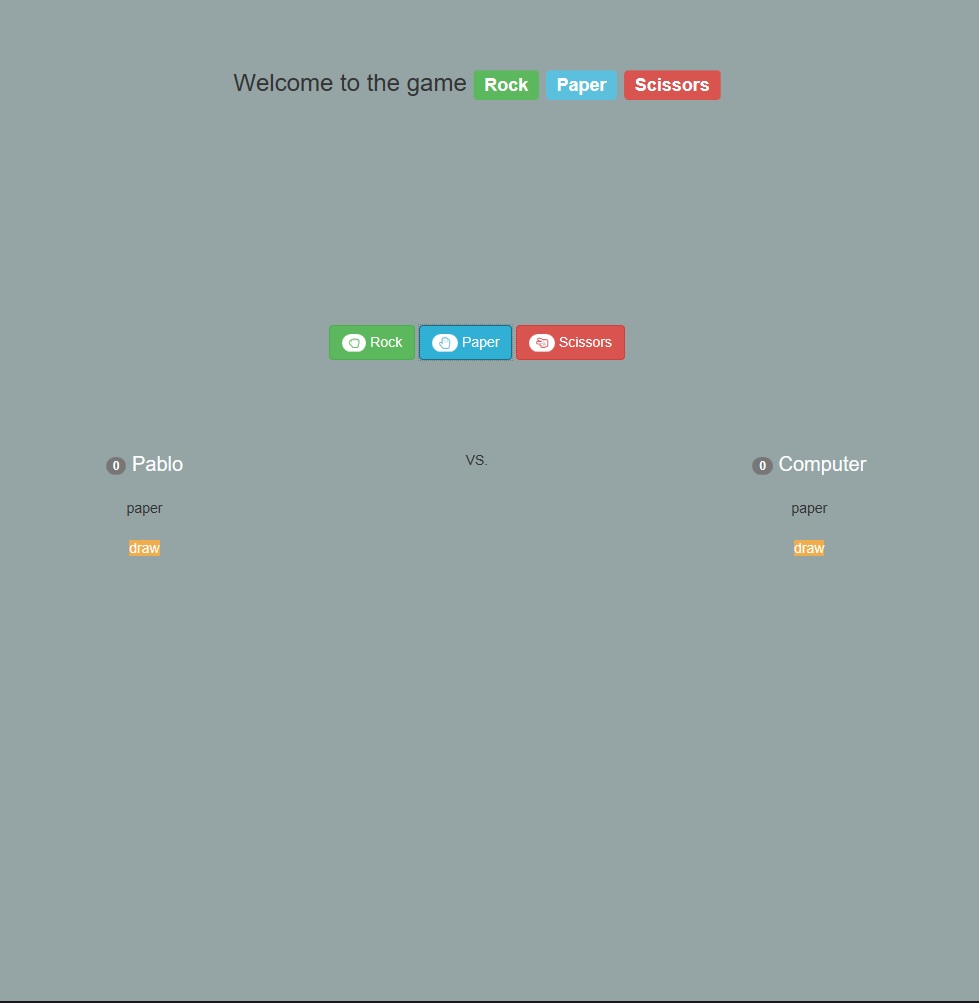 Welcome to the game Rock Paper Scissors
Rock Paper Scissors
0 Pablo vs. 0 Computer
paper paper
draw draw